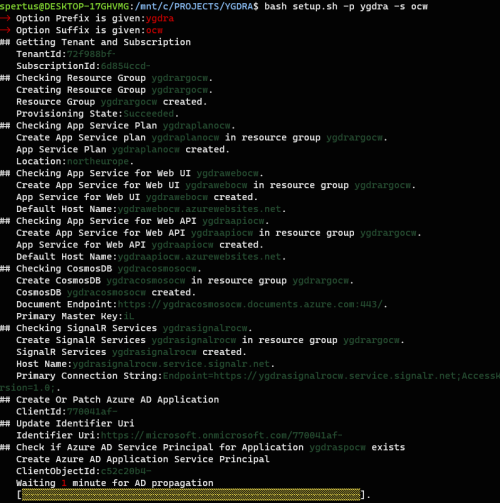 spertus@DESKTOP-17GHVMG:/mnt/c/PROJECTS/YGDRA$ bash setup.sh -p ygdra -s ocw
--> Option Prefix is given:ygdra
--> Option Suffix is given:ocw
## Getting Tenant and Subscription
TenantId:72f988bf-
SubscriptionId:6d854ccd-
## Checking Resource Group ygdrargocw.
Creating Resource Group ygdrargocw.
Resource Group ygdrargocw created.
Provisioning State:Succeeded.
## Checking App Service Plan ygdraplanocw.
Create App Service plan ygdraplanocw in resource group ygdrargocw.
App Service Plan ygdraplanocw created.
Location:northeurope.
## Checking App Service for Web UI ygdrawebocw.
Create App Service for Web UI ygdrawebocw in resource group ygdrargocw.
App Service for Web UI ygdrawebocw created.
Default Host Name:ygdrawebocw.azurewebsites.net.
## Checking App Service for Web API ygdraapiocw.
Create App Service for Web API ygdraapiocw in resource group ygdrargocw.
App Service for Web API ygdraapiocw created.
Default Host Name:ygdraapiocw.azurewebsites.net.
## Checking CosmosDB ygdracosmosocw.
Create CosmosDB ygdracosmosocw in resource group ygdrargocw.
CosmosDB ygdracosmosocw created.
Document Endpoint:https://ygdracosmosocw.documents.azure.com:443/.
Primary Master Key:iL
## Checking SignalR Services ygdrasignalrocw.
Create SignalR Services ygdrasignalrocw in resource group ygdrargocw.
SignalR Services ygdrasignalrocw created.
Host Name:ygdrasignalrocw.service.signalr.net.
Primary Connection String:Endpoint=https://ygdrasignalrocw.service.signalr.net;AccessK
rsion=1.0;.
## Create Or Patch Azure AD Application
ClientId:770041af-
## Update Identifier Uri
Identifier Uri:https://microsoft.onmicrosoft.com/770041af-
## Check if Azure AD Service Principal for Application ygdraspocw exists
Create Azure AD Application Service Principal
ClientObjectId:c52c20b4-
Waiting 1 minute for AD propagation
[ ].